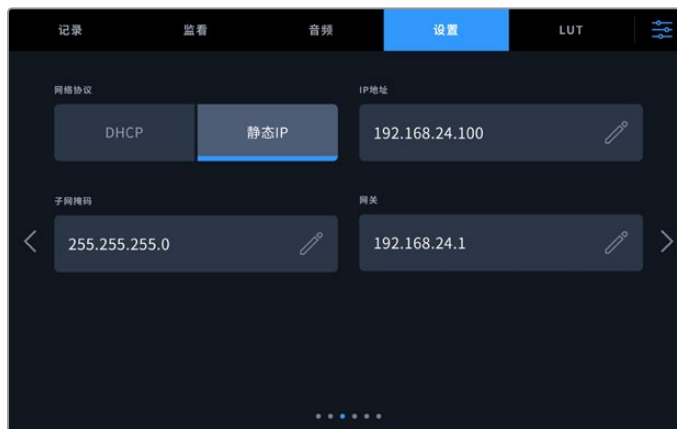 记录 监看 音频 设置 LUT
网络协议 IP地址
DHCP 静态IP 192.168.24.100
子网掩码 网关
255.255.255.0 192.168.24.1